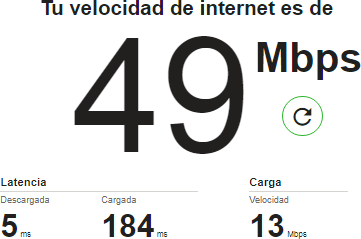 Tu velocidad de internet es de
49 Mbps
Latencia
Descargada
5 ms
Cargada
184 ms
Carga
Velocidad
13 Mbps